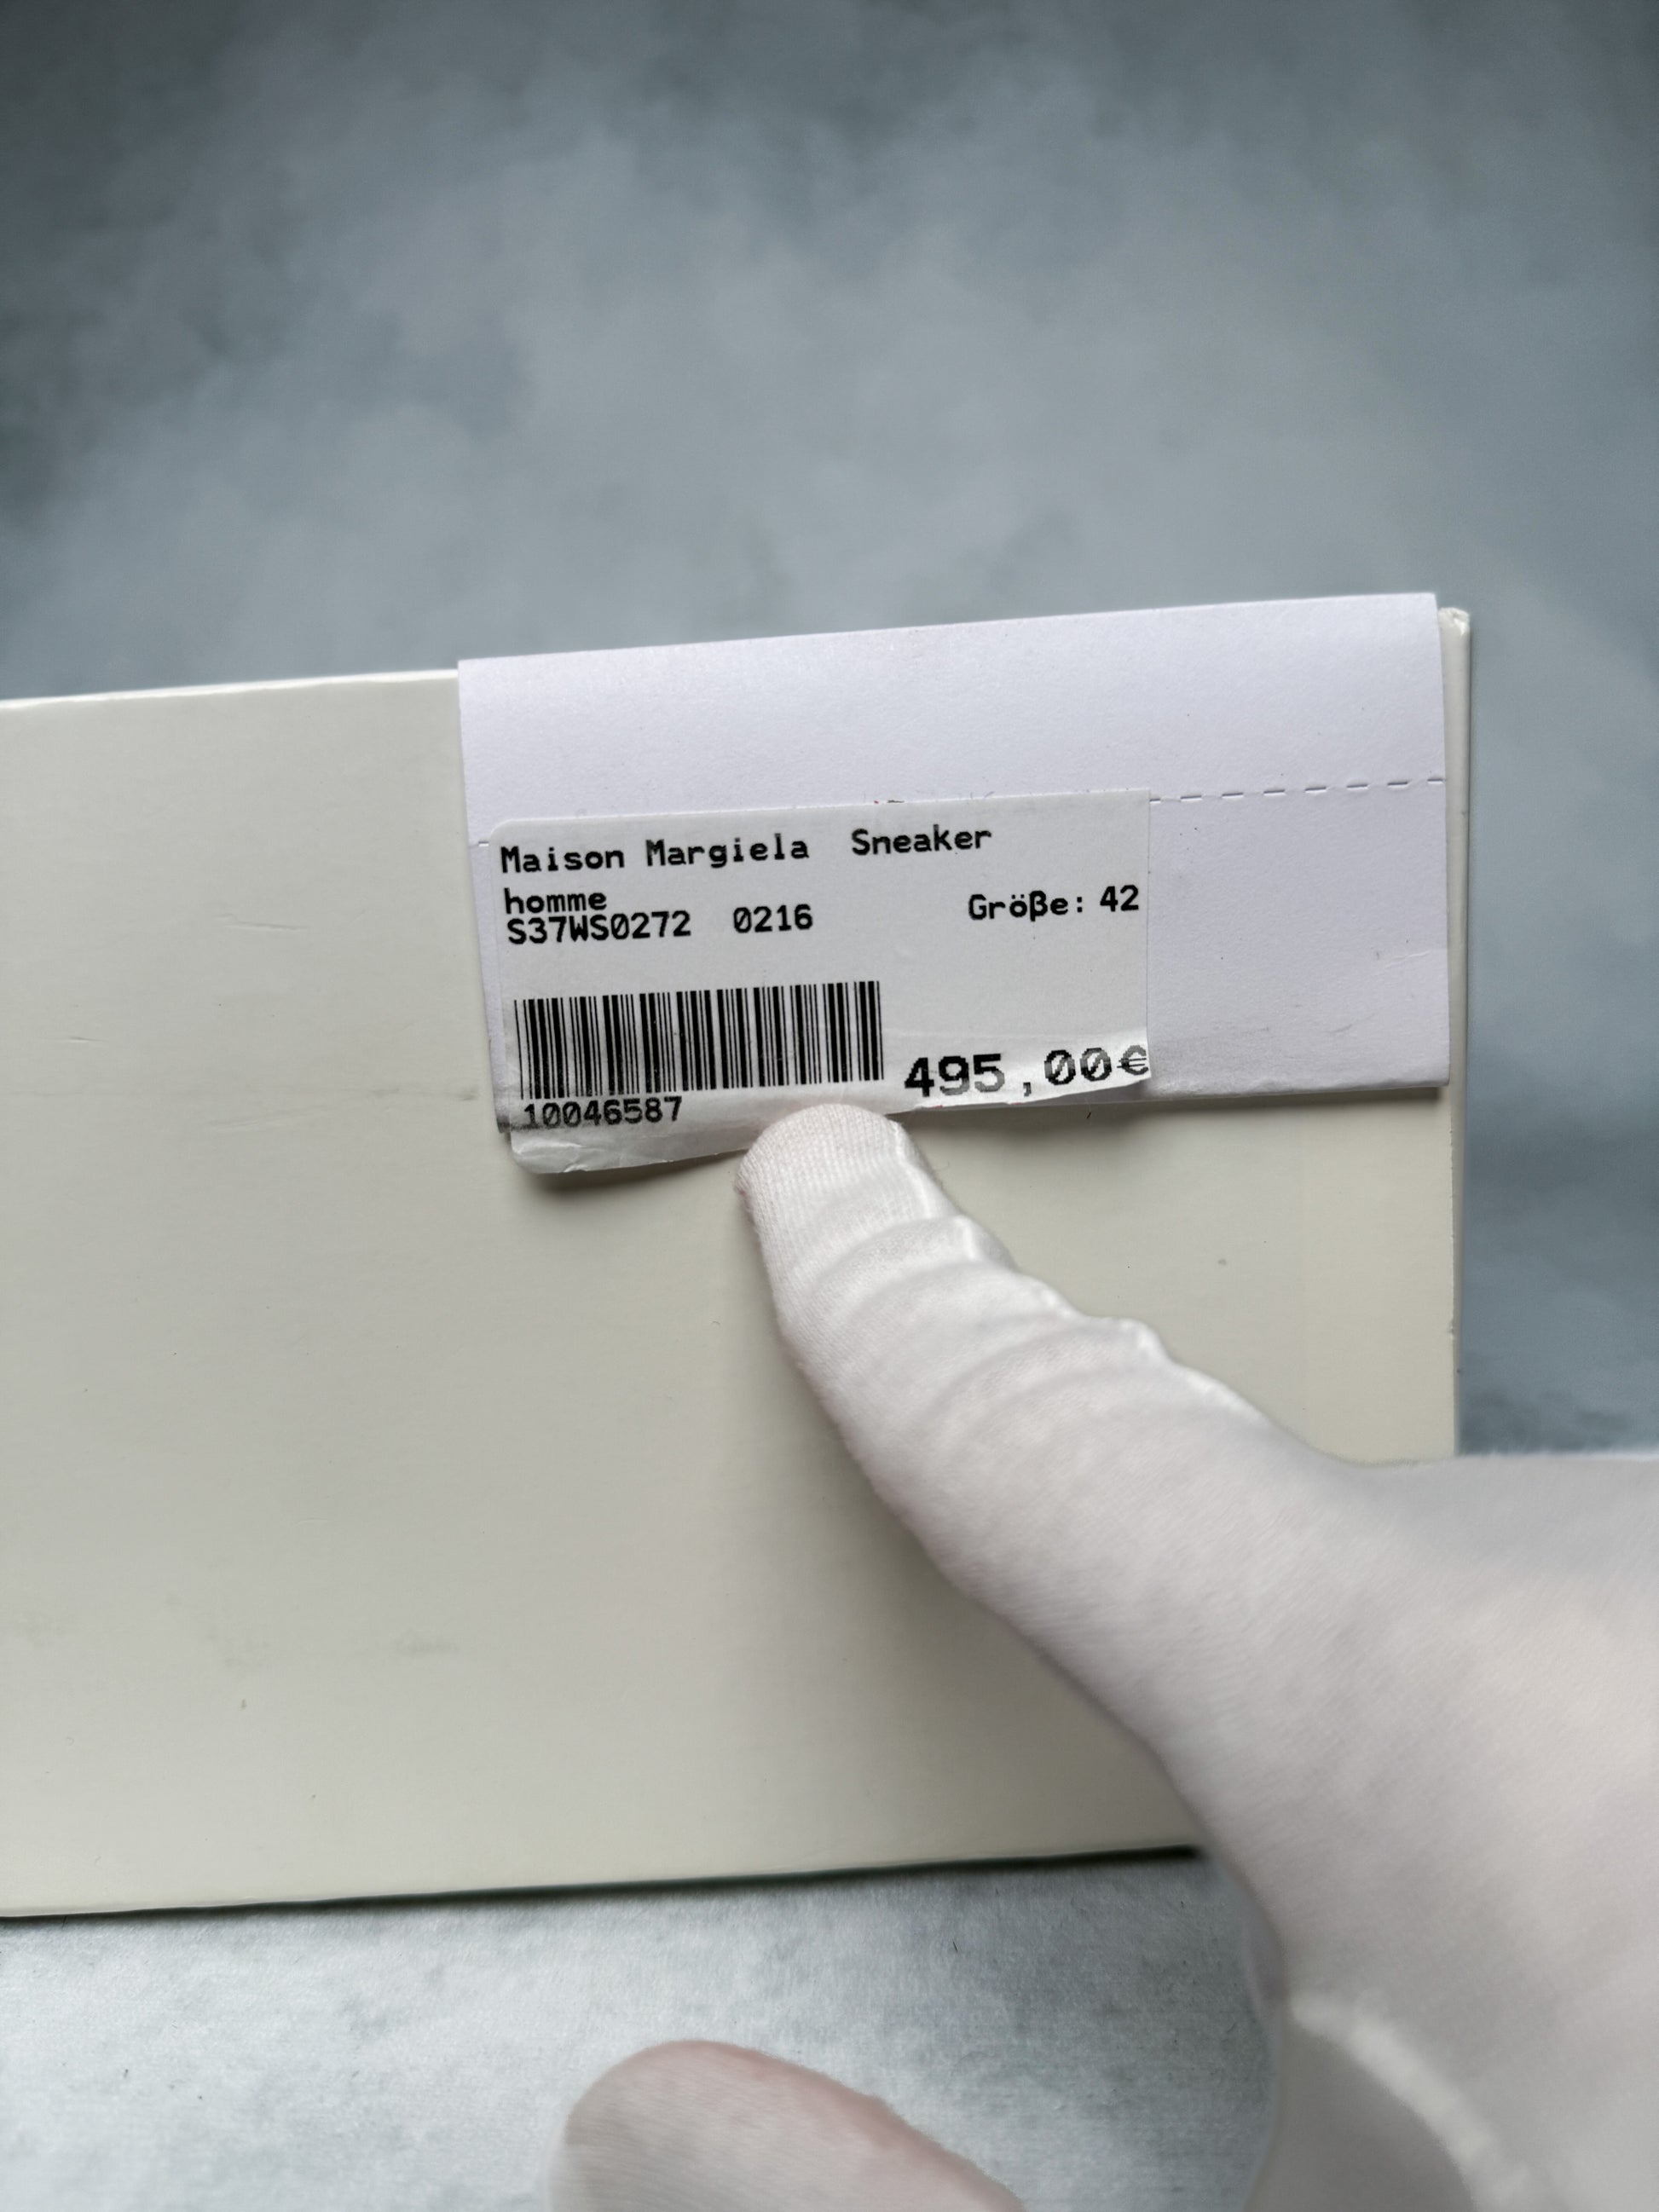 Maison Margiela Sneaker
homme
S37WS0272 0216 Größe: 42
495,00€
10046587